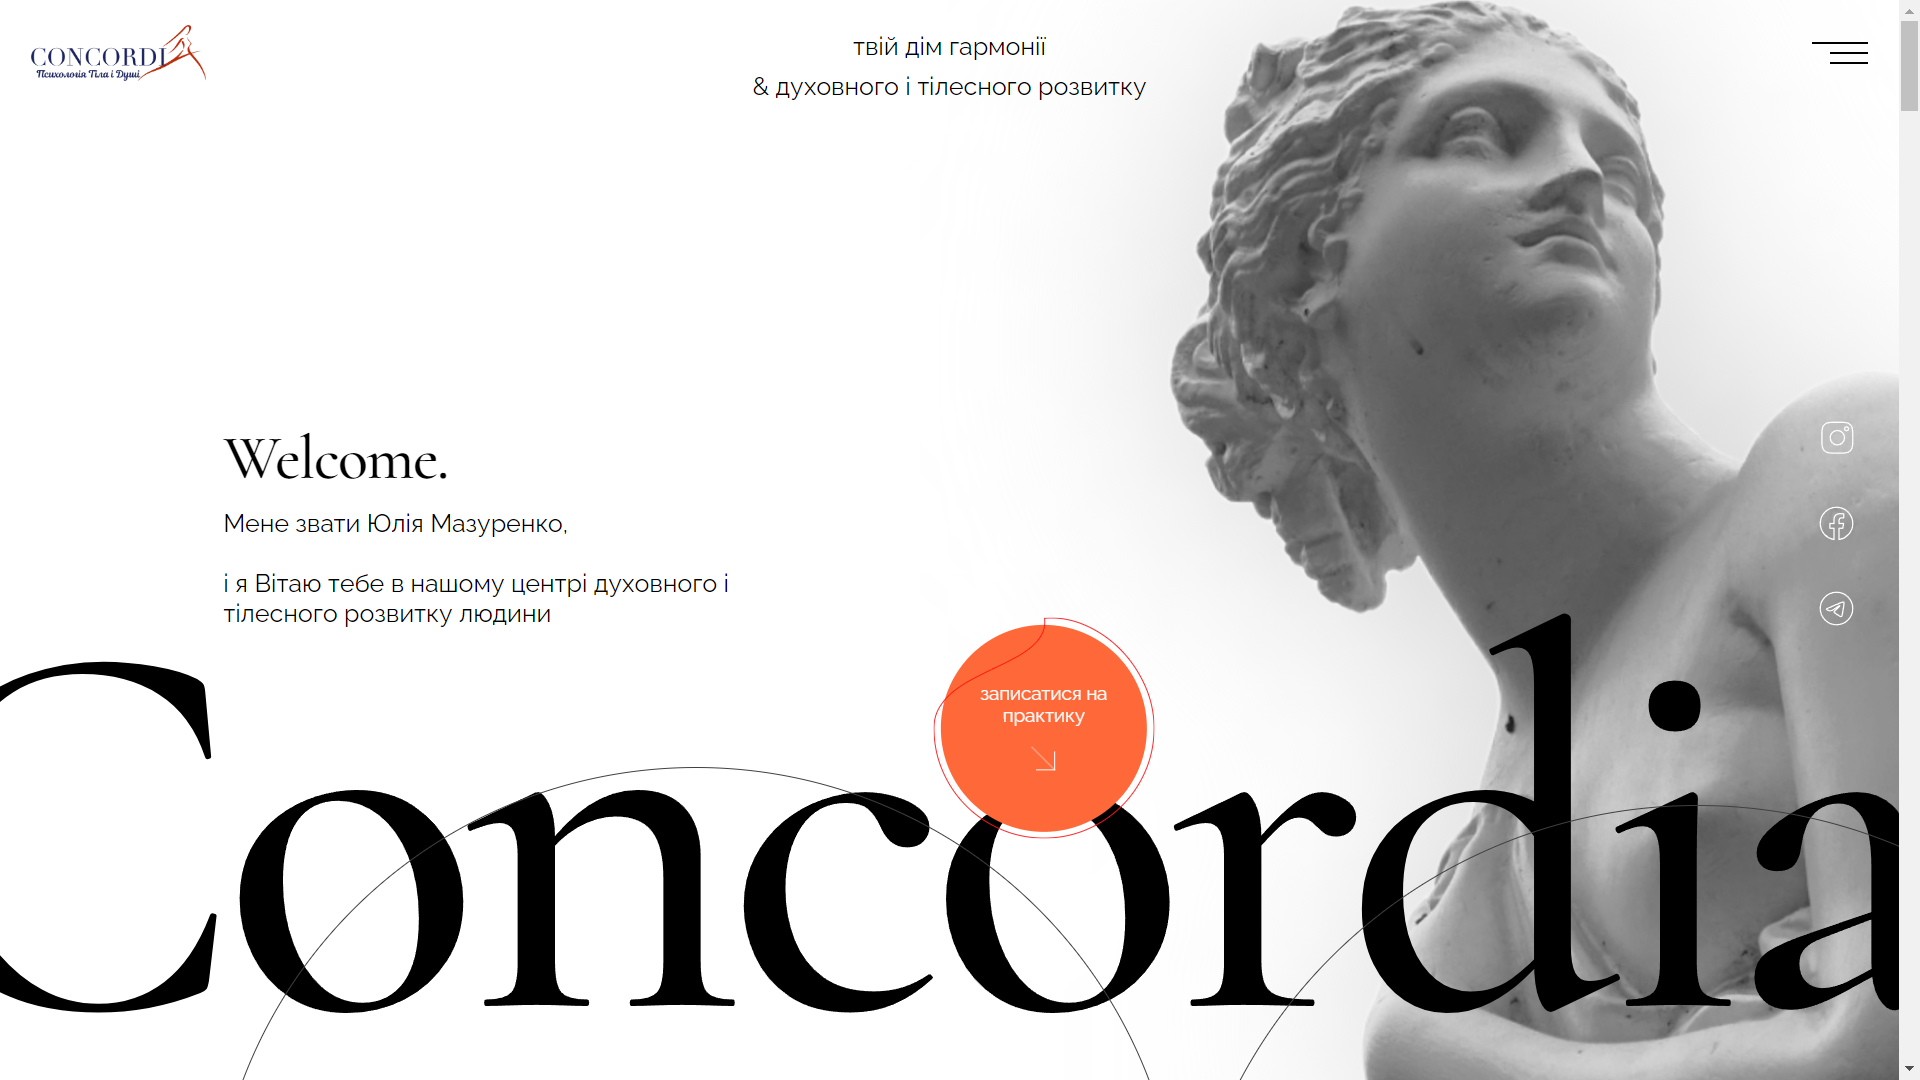 CONCORDIA
Психологія Тіла і Душі
твій дім гармонії
& духовного і тілесного розвитку
Welcome.
Мене звати Юлія Мазуренко,
і я Вітаю тебе в нашому центрі духовного і
тілесного розвитку людини
записатися на
практику
Concordia